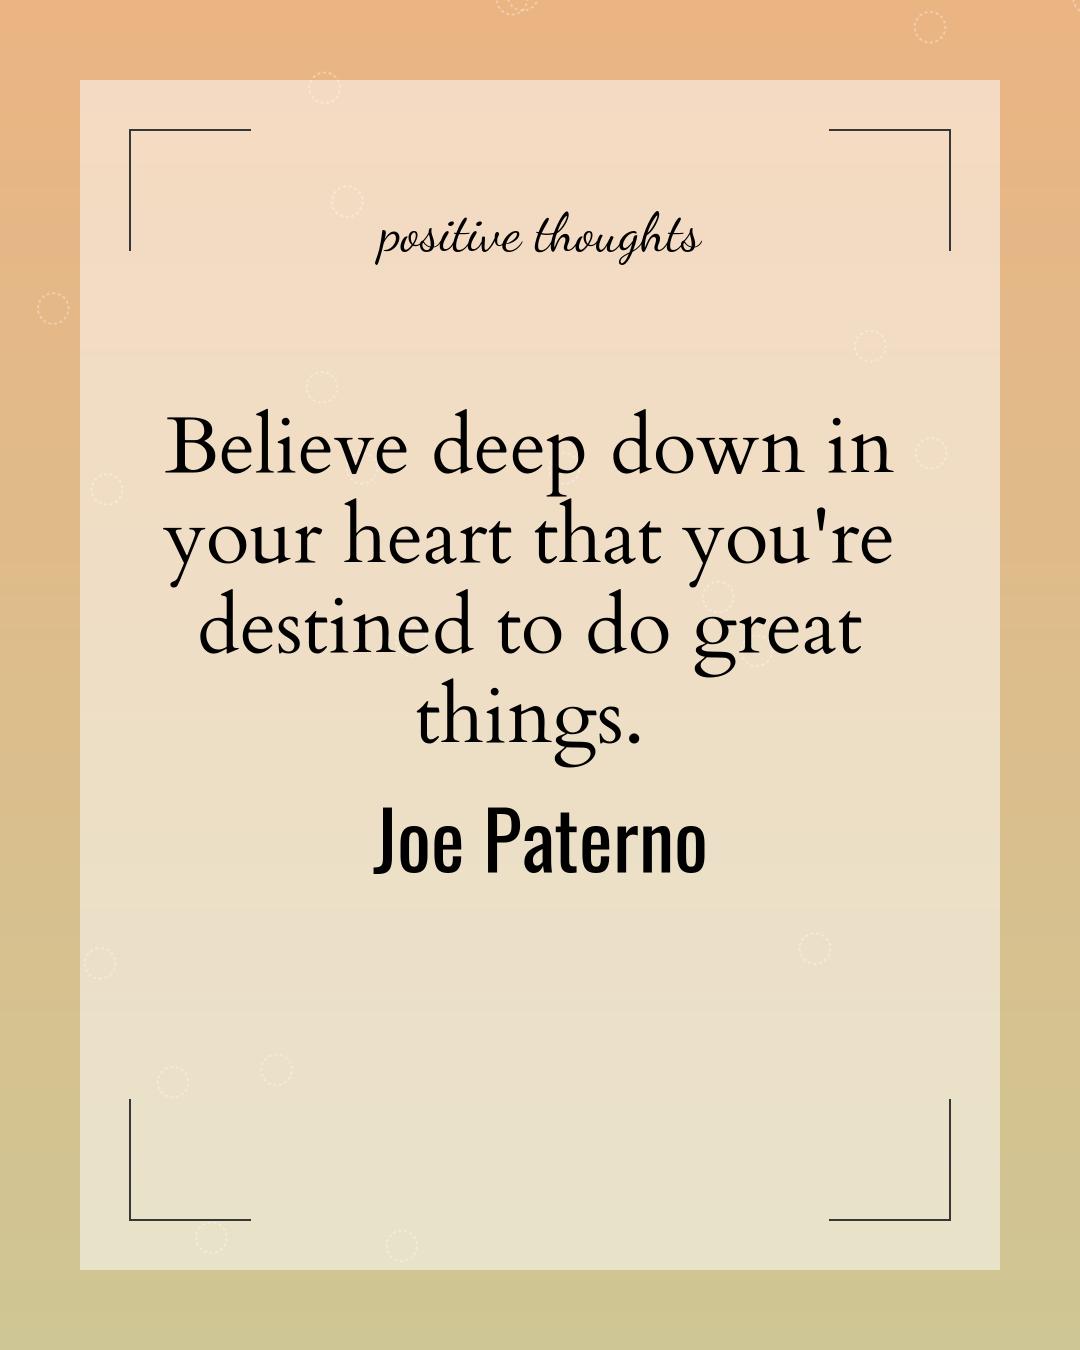 positive thoughts
Believe deep down in
your heart that you're
destined to do great
things.
Joe Paterno